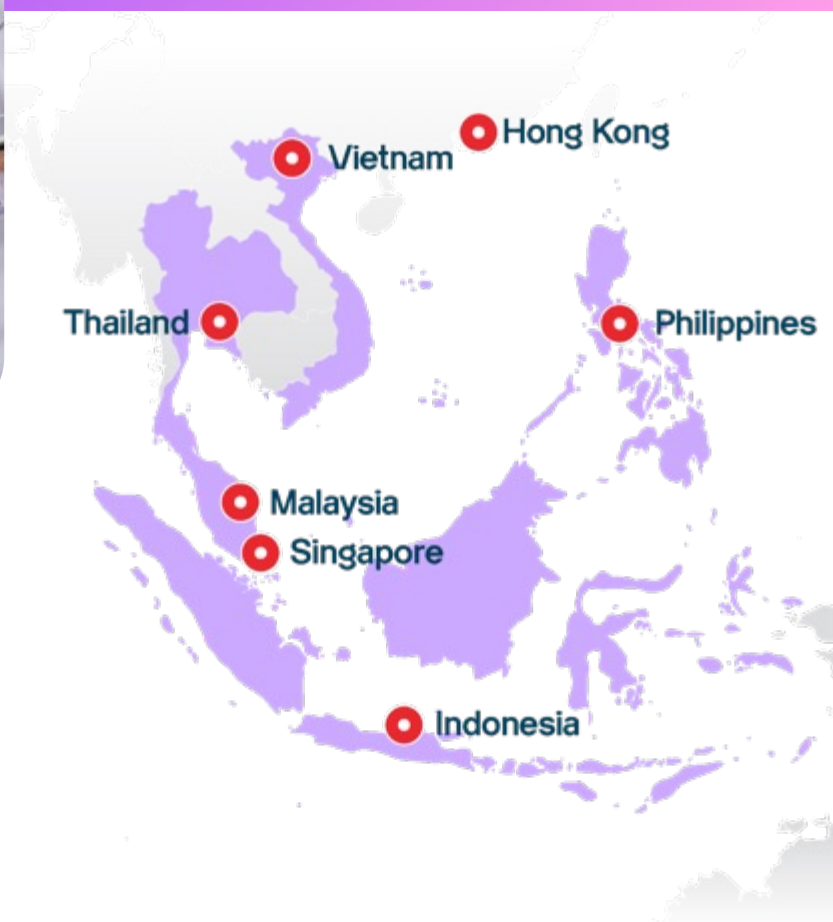 Hong Kong
Vietnam
Thailand
Philippines
Malaysia
Singapore
Indonesia